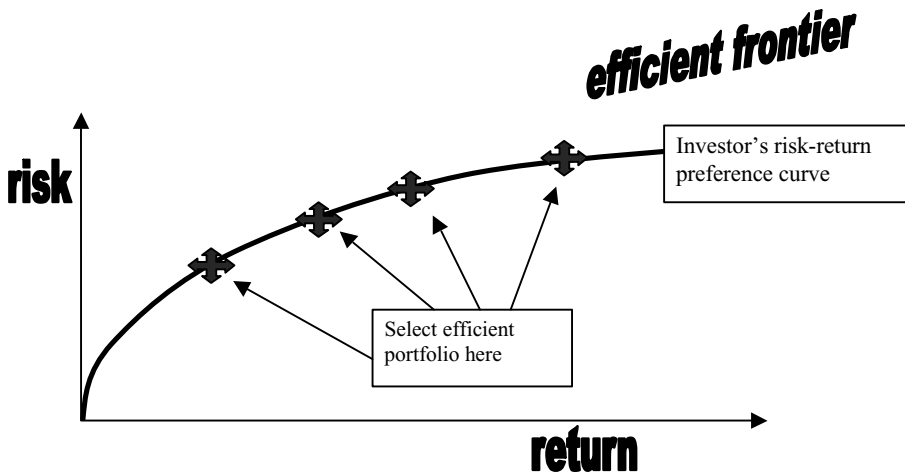 efficient frontier
risk
Investor's risk-return
preference curve
Select efficient
portfolio here
return